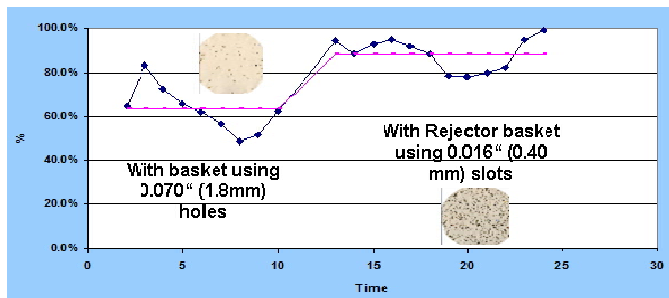 100.0%
80.0%
60.0%
40.0%
20.0%
0.0%
%
With basket using
0.070“ (1.8mm)
holes
With Rejector basket
using 0.016“ (0.40
mm) slots
0 5 10 15 20 25 30
Time